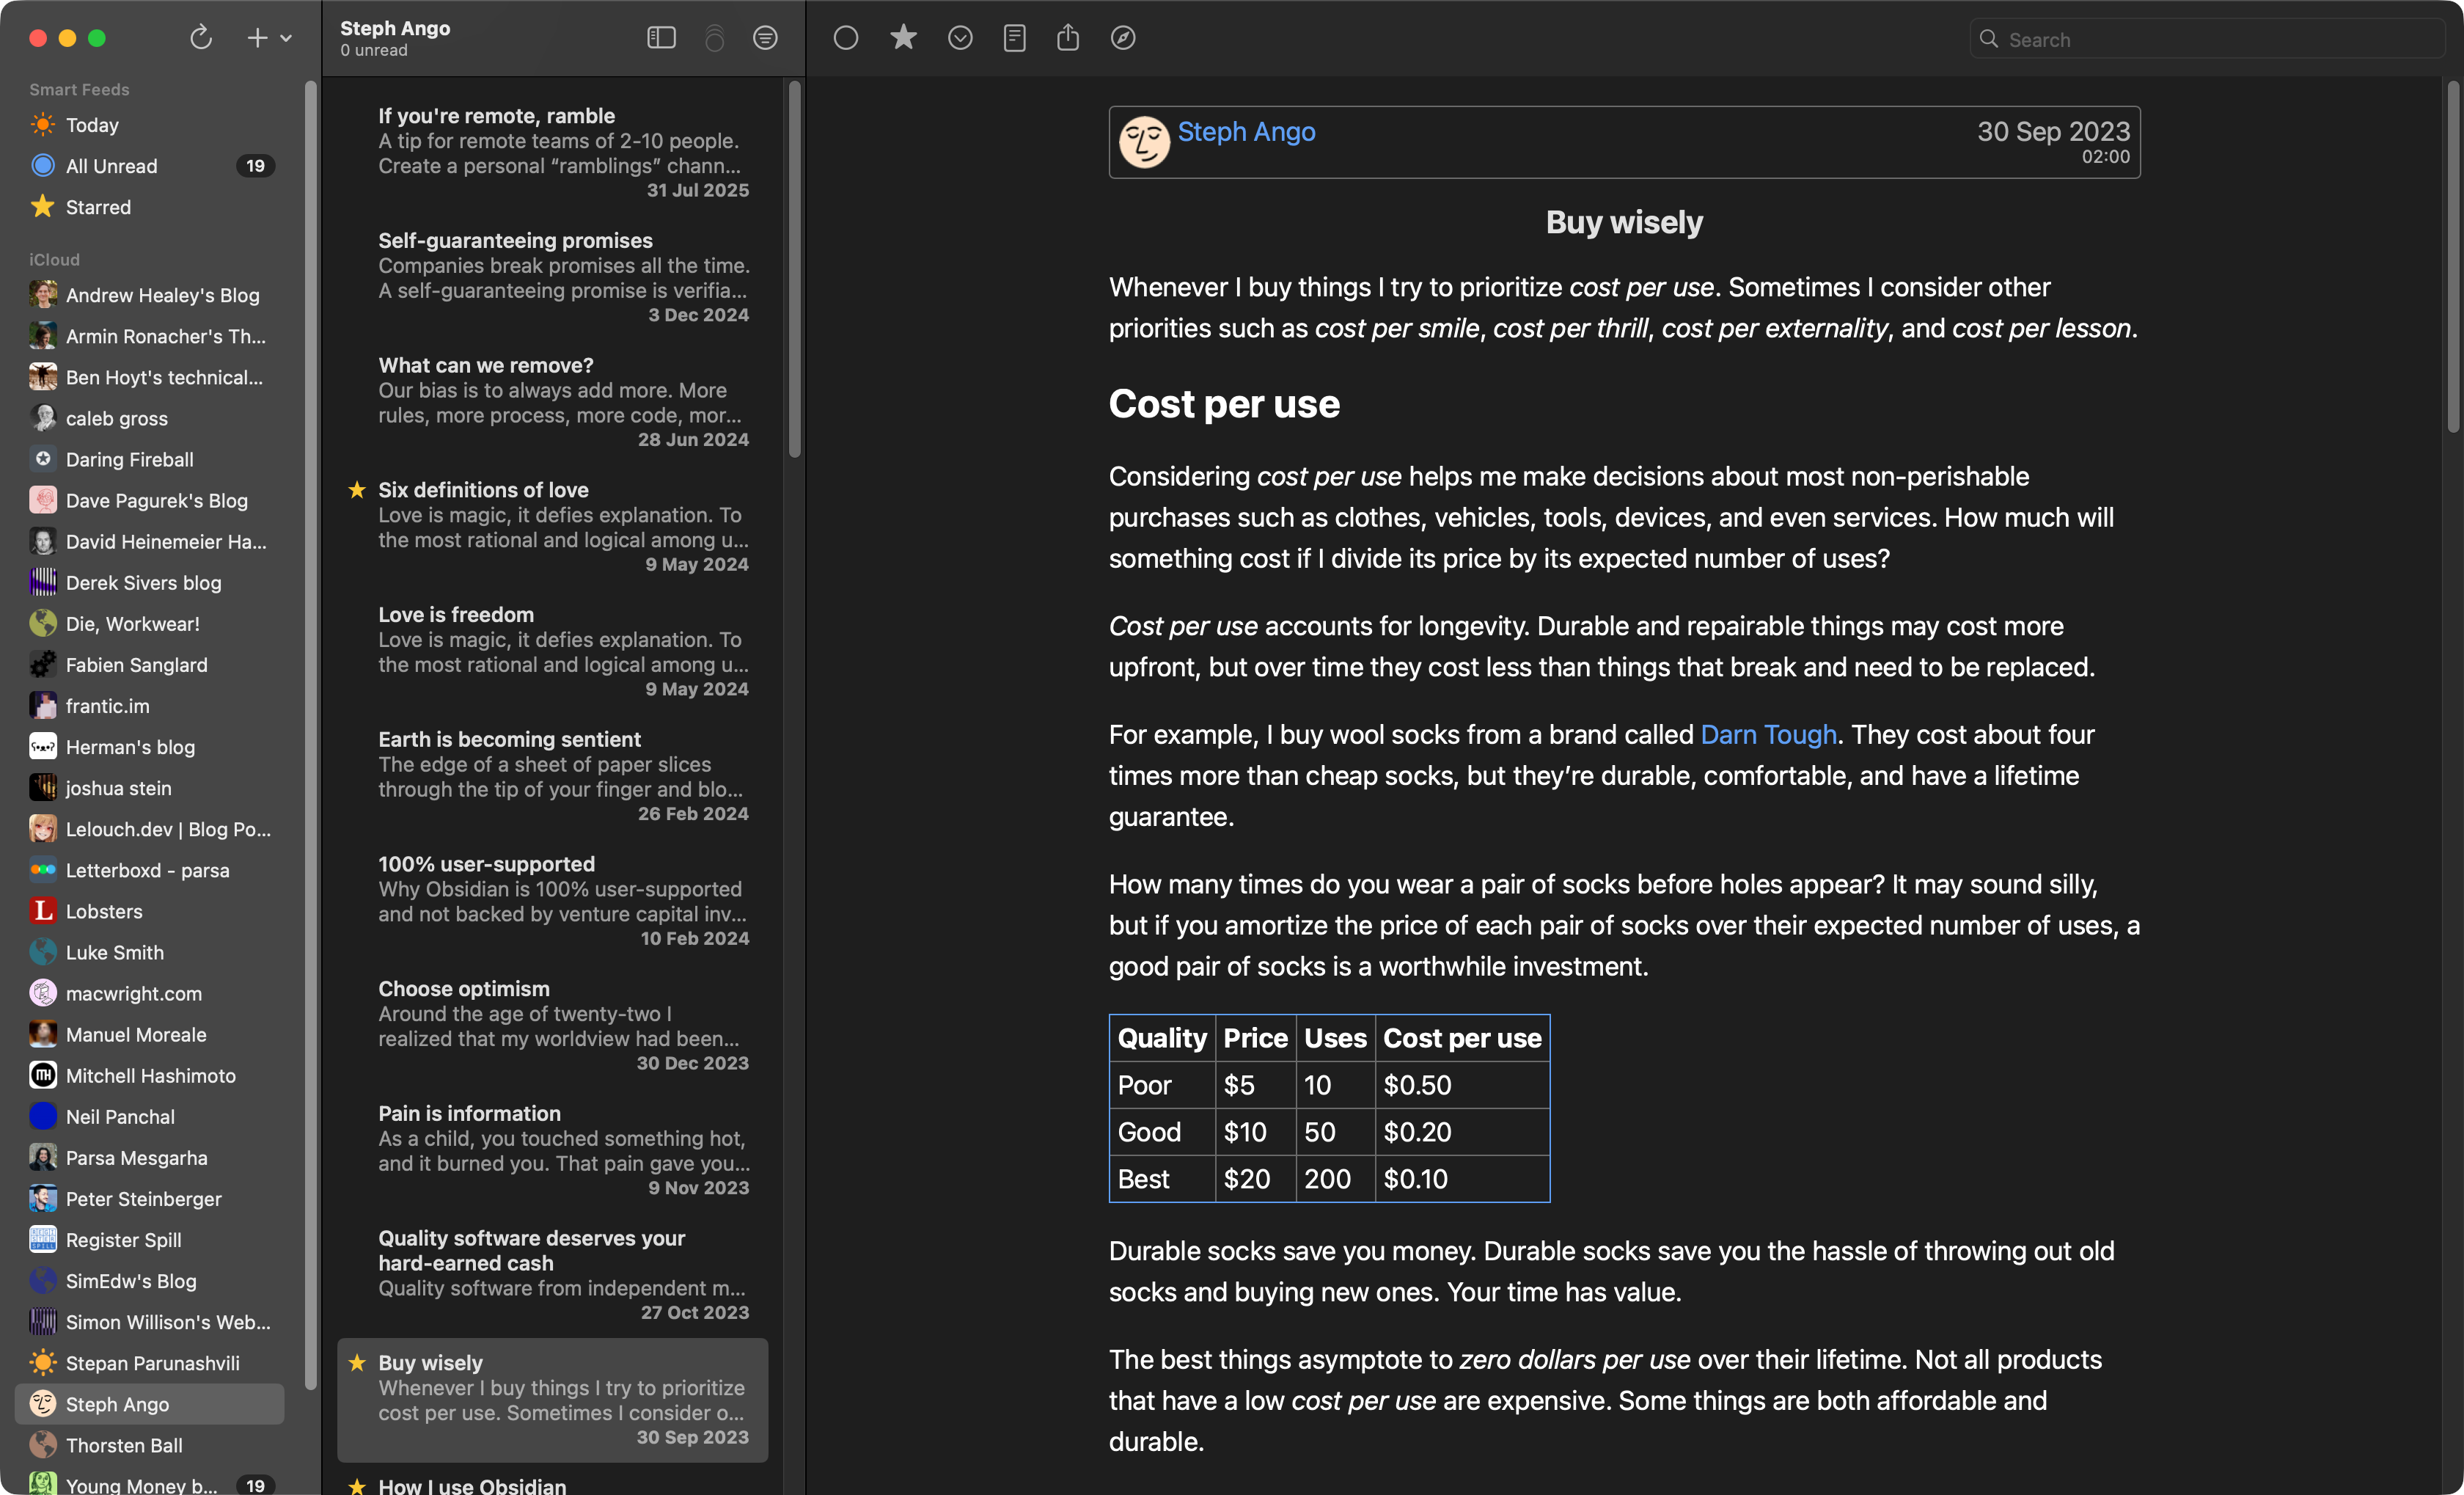 Smart Feeds
Today
All Unread 19
Starred
iCloud
Andrew Healey's Blog
Armin Ronacher's Th...
Ben Hoyt's technical...
caleb gross
Daring Fireball
Dave Pagurek's Blog
David Heinemeier Ha...
Derek Sivers blog
Die, Workwear!
Fabien Sanglard
frantic.im
Herman's blog
joshua stein
Lelouch.dev | Blog Po...
Letterboxd - parsa
L Lobsters
Luke Smith
macwright.com
Manuel Moreale
Mitchell Hashimoto
Neil Panchal
Parsa Mesgarha
Peter Steinberger
Register Spill
SimEdw's Blog
Simon Willison's Web...
Stepan Parunashvili
Steph Ango
Thorsten Ball
Young Money b... 19
Steph Ango
0 unread
If you're remote, ramble
A tip for remote teams of 2-10 people.
Create a personal “ramblings” chann...
31 Jul 2025
Self-guaranteeing promises
Companies break promises all the time.
A self-guaranteeing promise is verifia...
3 Dec 2024
What can we remove?
Our bias is to always add more. More
rules, more process, more code, mor...
28 Jun 2024
Six definitions of love
Love is magic, it defies explanation. To
the most rational and logical among u...
9 May 2024
Love is freedom
Love is magic, it defies explanation. To
the most rational and logical among u...
9 May 2024
Earth is becoming sentient
The edge of a sheet of paper slices
through the tip of your finger and blo...
26 Feb 2024
100% user-supported
Why Obsidian is 100% user-supported
and not backed by venture capital inv...
10 Feb 2024
Choose optimism
Around the age of twenty-two I
realized that my worldview had been...
30 Dec 2023
Pain is information
As a child, you touched something hot,
and it burned you. That pain gave you...
9 Nov 2023
Quality software deserves your
hard-earned cash
Quality software from independent m...
27 Oct 2023
Buy wisely
Whenever I buy things I try to prioritize
cost per use. Sometimes I consider o...
30 Sep 2023
How I use Obsidian
Search
Steph Ango 30 Sep 2023
02:00
Buy wisely
Whenever I buy things I try to prioritize cost per use. Sometimes I consider other
priorities such as cost per smile, cost per thrill, cost per externality, and cost per lesson.
Cost per use
Considering cost per use helps me make decisions about most non-perishable
purchases such as clothes, vehicles, tools, devices, and even services. How much will
something cost if I divide its price by its expected number of uses?
Cost per use accounts for longevity. Durable and repairable things may cost more
upfront, but over time they cost less than things that break and need to be replaced.
For example, I buy wool socks from a brand called Darn Tough. They cost about four
times more than cheap socks, but they’re durable, comfortable, and have a lifetime
guarantee.
How many times do you wear a pair of socks before holes appear? It may sound silly,
but if you amortize the price of each pair of socks over their expected number of uses, a
good pair of socks is a worthwhile investment.
Quality Price Uses Cost per use
Poor $5 10 $0.50
Good $10 50 $0.20
Best $20 200 $0.10
Durable socks save you money. Durable socks save you the hassle of throwing out old
socks and buying new ones. Your time has value.
The best things asymptote to zero dollars per use over their lifetime. Not all products
that have a low cost per use are expensive. Some things are both affordable and
durable.